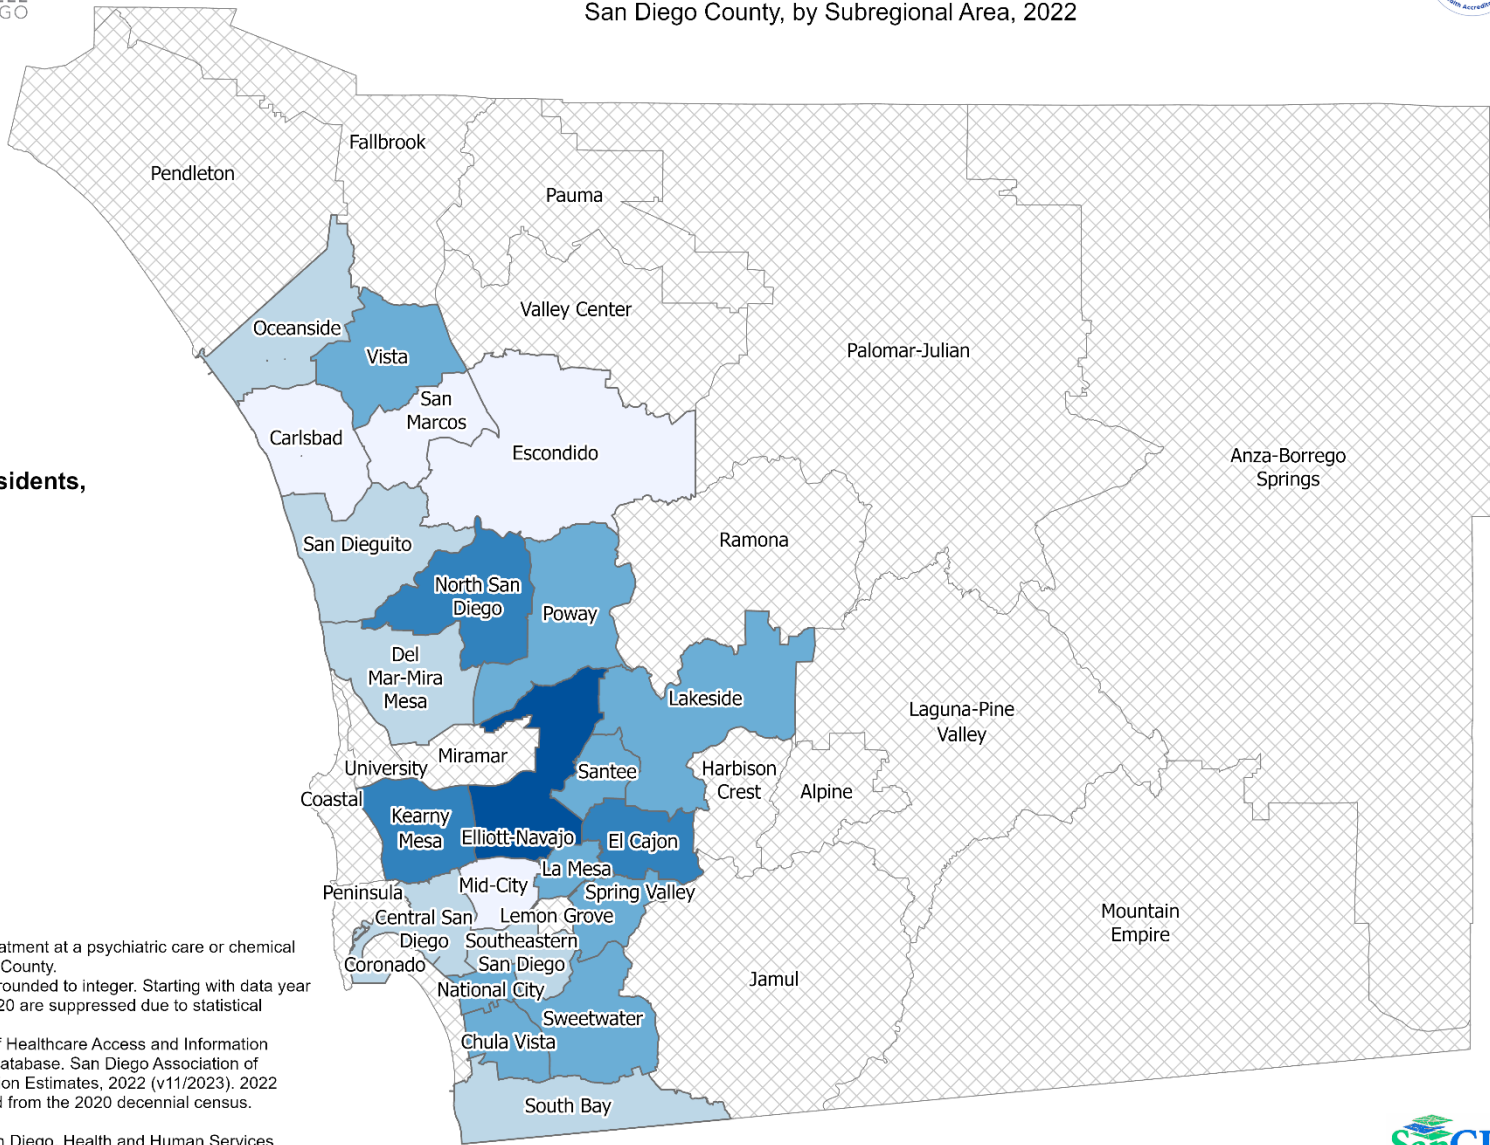 GO
San Diego County, by Subregional Area, 2022
Fallbrook
Pendleton
Pauma
Valley Center
Oceanside
Vista
Palomar-Julian
San
Marcos
Carlsbad
Escondido
Anza-Borrego
Springs
sidents,
Ramona
San Dieguito
North San
Diego
Poway
Del
Mar-Mira
Mesa
Lakeside
Laguna-Pine
Valley
Miramar
University
Santee
Harbison
Crest
Alpine
Coastal
Kearny
Mesa
Elliott-Navajo
El Cajon
La Mesa
Mid-City
Peninsula
Spring Valley
Central San
Diego
Lemon Grove
Mountain
Empire
Southeastern
San Diego
Coronado
Jamul
National City
Sweetwater
Chula Vista
South Bay
atment at a psychiatric care or chemical
County.
rounded to integer. Starting with data year
20 are suppressed due to statistical
f Healthcare Access and Information
atabase. San Diego Association of
on Estimates, 2022 (v11/2023). 2022
d from the 2020 decennial census.
n Diego, Health and Human Services